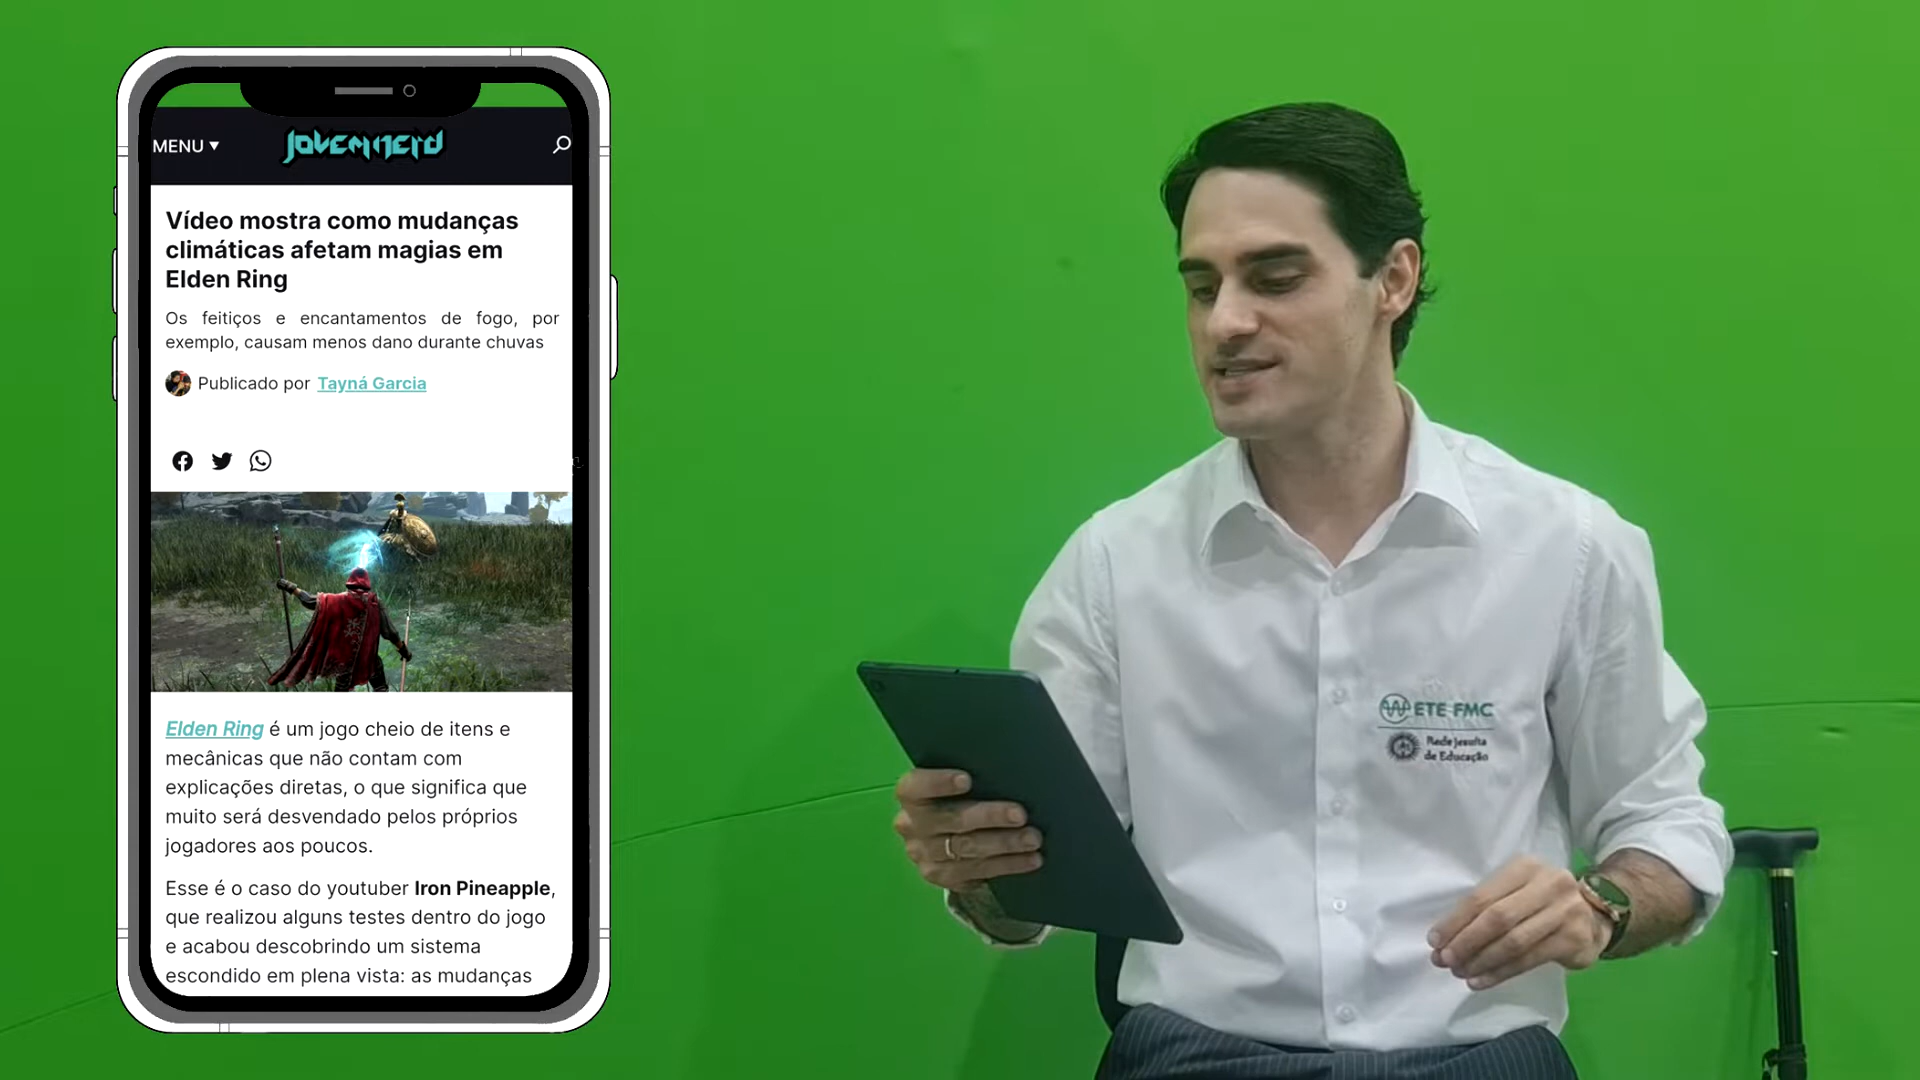 MENU ▼
JOVEM NERD
Vídeo mostra como mudanças
climáticas afetam magias em
Elden Ring
Os feitiços e encantamentos de fogo, por
exemplo, causam menos dano durante chuvas
Publicado por Tayná Garcia
Elden Ring é um jogo cheio de itens e
mecânicas que não contam com
explicações diretas, o que significa que
muito será desvendado pelos próprios
jogadores aos poucos.
Esse é o caso do youtuber Iron Pineapple,
que realizou alguns testes dentro do jogo
e acabou descobrindo um sistema
escondido em plena vista: as mudanças
ETE FMC
Rede Jesuíta
de Educação